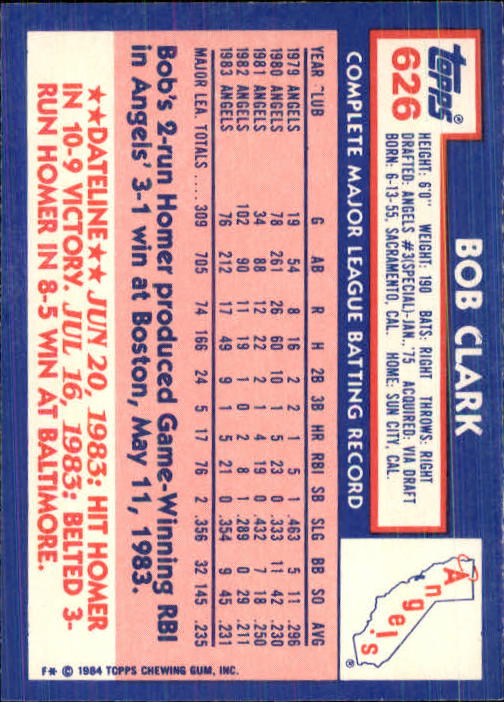 topps®
626
BOB CLARK
HEIGHT: 6'0" WEIGHT: 190 BATS: RIGHT THROWS: RIGHT
DRAFTED: ANGELS #3(SPECIAL)-JAN., '75 ACQUIRED: VIA DRAFT
BORN: 6-13-55, SACRAMENTO, CAL. HOME: SUN CITY, CAL.
Angels
®
COMPLETE MAJOR LEAGUE BATTING RECORD
YEAR CLUB G AB R H 2B 3B HR RBI SB SLG BB SO AVG
1979 ANGELS 19 54 8 16 2 2 1 5 1 .463 5 11 .296
1980 ANGELS 78 261 26 60 10 1 5 23 0 .333 11 42 .230
1981 ANGELS 34 88 12 22 2 1 4 19 0 .432 7 18 .250
1982 ANGELS 102 90 11 19 1 0 2 8 1 .289 0 29 .211
1983 ANGELS 76 212 17 49 9 1 5 21 0 .354 9 45 .231
MAJOR LEA. TOTALS ..... 309 705 74 166 24 5 17 76 2 .356 32 145 .235
Bob's 2-run Homer produced Game-Winning RBI
in Angels' 3-1 win at Boston, May 11, 1983.
★★DATELINE★★ JUN 20, 1983: HIT HOMER
IN 10-9 VICTORY. JUL 16, 1983: BELTED 3-
RUN HOMER IN 8-5 WIN AT BALTIMORE.
F* © 1984 TOPPS CHEWING GUM, INC.